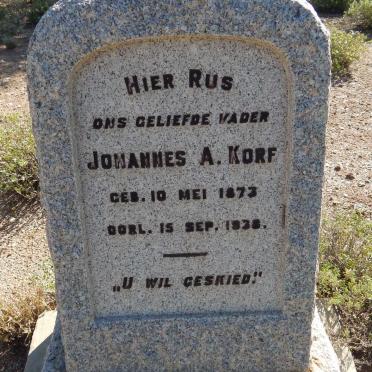 HIER RUS
ONS GELIEFDE VADER
JOHANNES A. KORF
GEB. 10 MEI 1873
OORL. 15 SEP. 1938.
„U WIL GESKIED."